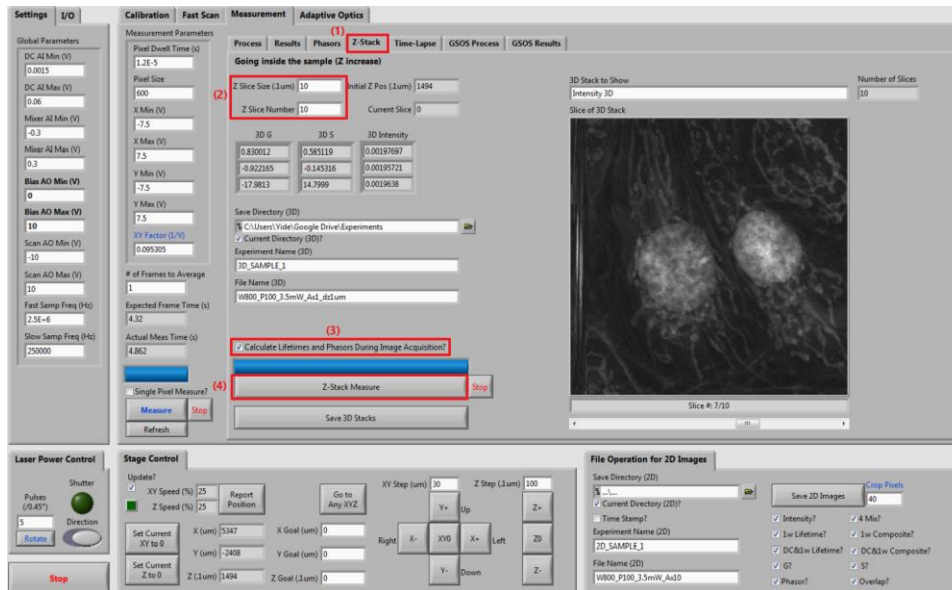 Settings I/O
Global Parameters
DC AI Min (V)
0.0015
DC AI Max (V)
0.06
Mixer AI Min (V)
-0.3
Mixer AI Max (V)
0.3
Bias AO Min (V)
0
Bias AO Max (V)
10
Scan AO Min (V)
-10
Scan AO Max (V)
10
Fast Samp Freq (Hz)
2.5E+6
Slow Samp Freq (Hz)
250000
Calibration Fast Scan Measurement Adaptive Optics
Measurement Parameters
Pixel Dwell Time (s)
1.2E-5
Pixel Size
600
X Min (V)
-7.5
X Max (V)
7.5
Y Min (V)
-7.5
Y Max (V)
7.5
XY Factor (1/V)
0.095305
# of Frames to Average
1
Expected Frame Time (s)
4.32
Actual Meas Time (s)
4.862
Single Pixel Measure?
Measure Stop
Refresh
(1)
Process Results Phasors Z-Stack Time-Lapse GSOS Process GSOS Results
Going inside the sample (Z increase)
(2)
Z Slice Size (.1um) 10 Initial Z Pos (.1um) 1494
Z Slice Number 10 Current Slice 0
3D G 3D S 3D Intensity
0.830012 0.585119 0.00197697
-0.922165 -0.145316 0.00195721
-17.9813 14.7999 0.0019638
Save Directory (3D)
C:\Users\Yide\Google Drive\Experiments
Current Directory (3D)?
Experiment Name (3D)
3D_SAMPLE_1
File Name (3D)
W800_P100_3.5mW_Ax1_dz1um
(3)
Calculate Lifetimes and Phasors During Image Acquisition?
(4) Z-Stack Measure Stop
Save 3D Stacks
3D Stack to Show
Intensity 3D
Number of Slices
10
Slice of 3D Stack
Slice #: 7/10
Laser Power Control
Shutter
Pulses
(/0.45°)
5
Direction
Rotate
Stop
Stage Control
Update?
XY Speed (%) 25
Z Speed (%) 25
Report Position
Go to Any XYZ
XY Step (um) 30
Z Step (.1um) 100
Set Current XY to 0
X (um) 5347 X Goal (um) 0
Y (um) -2408 Y Goal (um) 0
Set Current Z to 0
Z (.1um) 1494 Z Goal (.1um) 0
Y+ Up
Right X- XY0 X+ Left
Y- Down
Z+
Z0
Z-
File Operation for 2D Images
Save Directory (2D)
..\..
Current Directory (2D)?
Time Stamp?
Experiment Name (2D)
2D_SAMPLE_1
File Name (2D)
W800_P100_3.5mW_Ax10
Save 2D Images
Crop Pixels
40
Intensity? 4 Mix?
1w Lifetime? 1w Composite?
DC&1w Lifetime? DC&1w Composite?
G? S?
Phasor? Overlap?